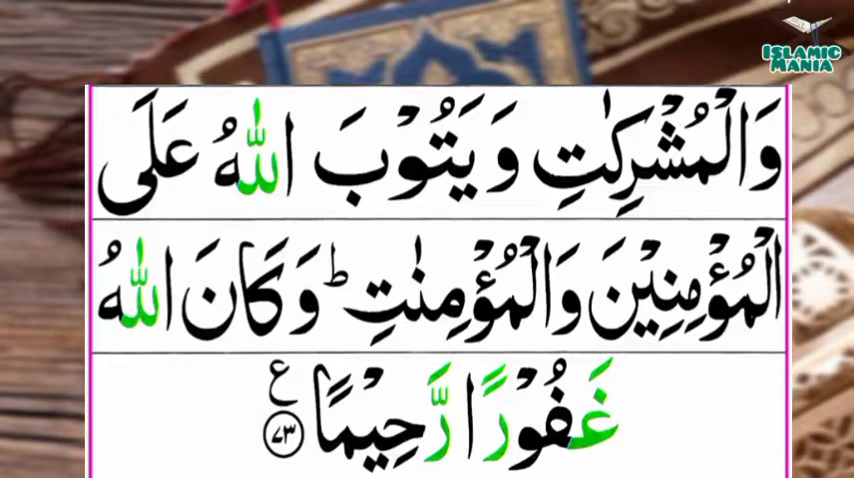 ISLAMIC
MANIA
وَالْمُشْرِكٰتِ وَيَتُوْبَ اللّٰهُ عَلَى
الْمُؤْمِنِيْنَ وَالْمُؤْمِنٰتِ ؕ وَكَانَ اللّٰهُ
غَفُوْرًا رَّحِيْمًا ﴿۷۳﴾ ع